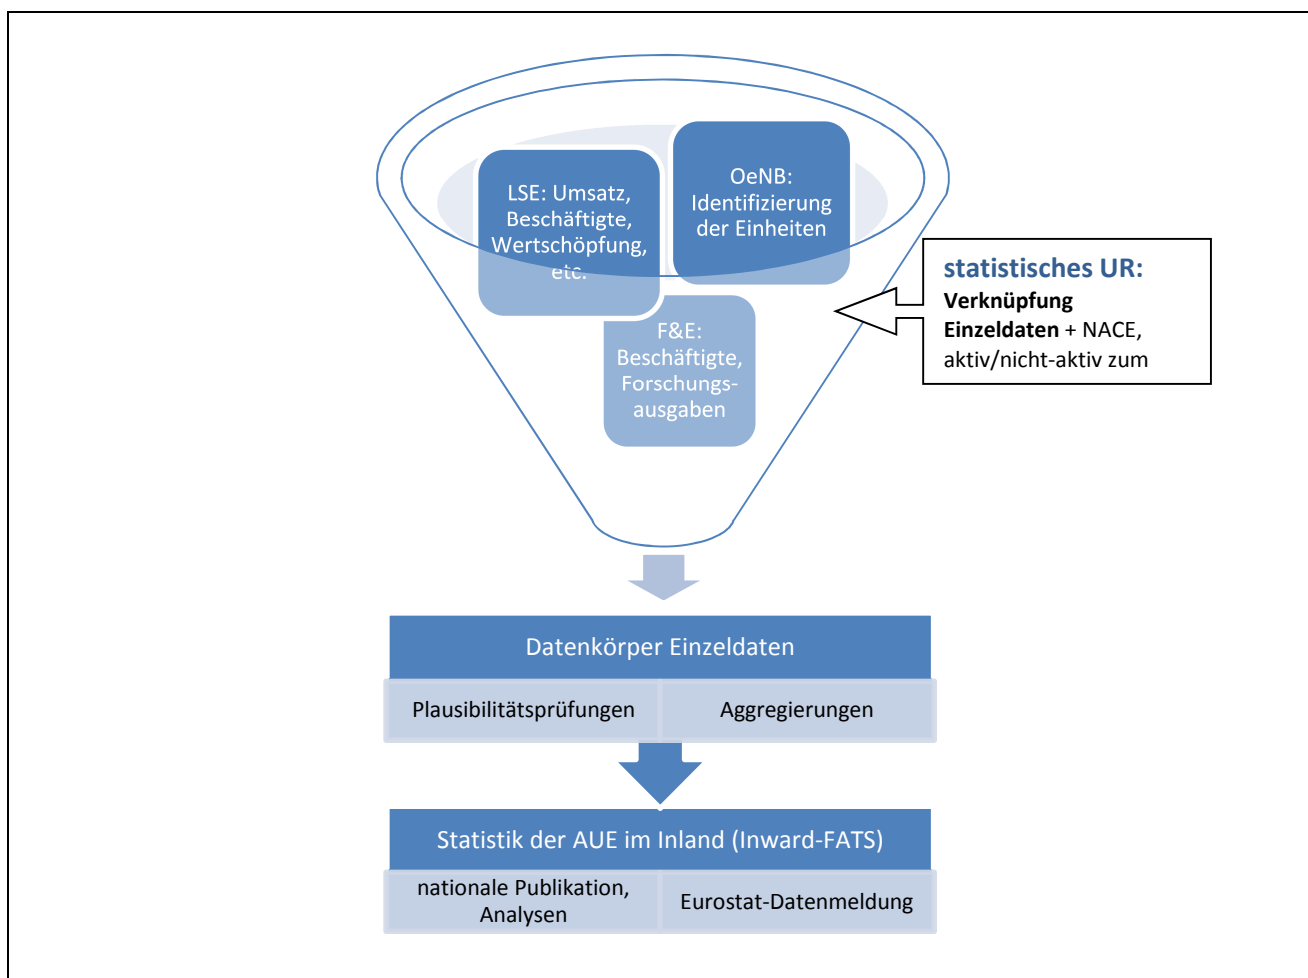 LSE: Umsatz,
Beschäftigte,
Wertschöpfung,
etc.
OeNB:
Identifizierung
der Einheiten
F&E:
Beschäftigte,
Forschungs-
ausgaben
statistisches UR:
Verknüpfung
Einzeldaten + NACE,
aktiv/nicht-aktiv zum
Datenkörper Einzeldaten
Plausibilitätsprüfungen
Aggregierungen
Statistik der AUE im Inland (Inward-FATS)
nationale Publikation,
Analysen
Eurostat-Datenmeldung